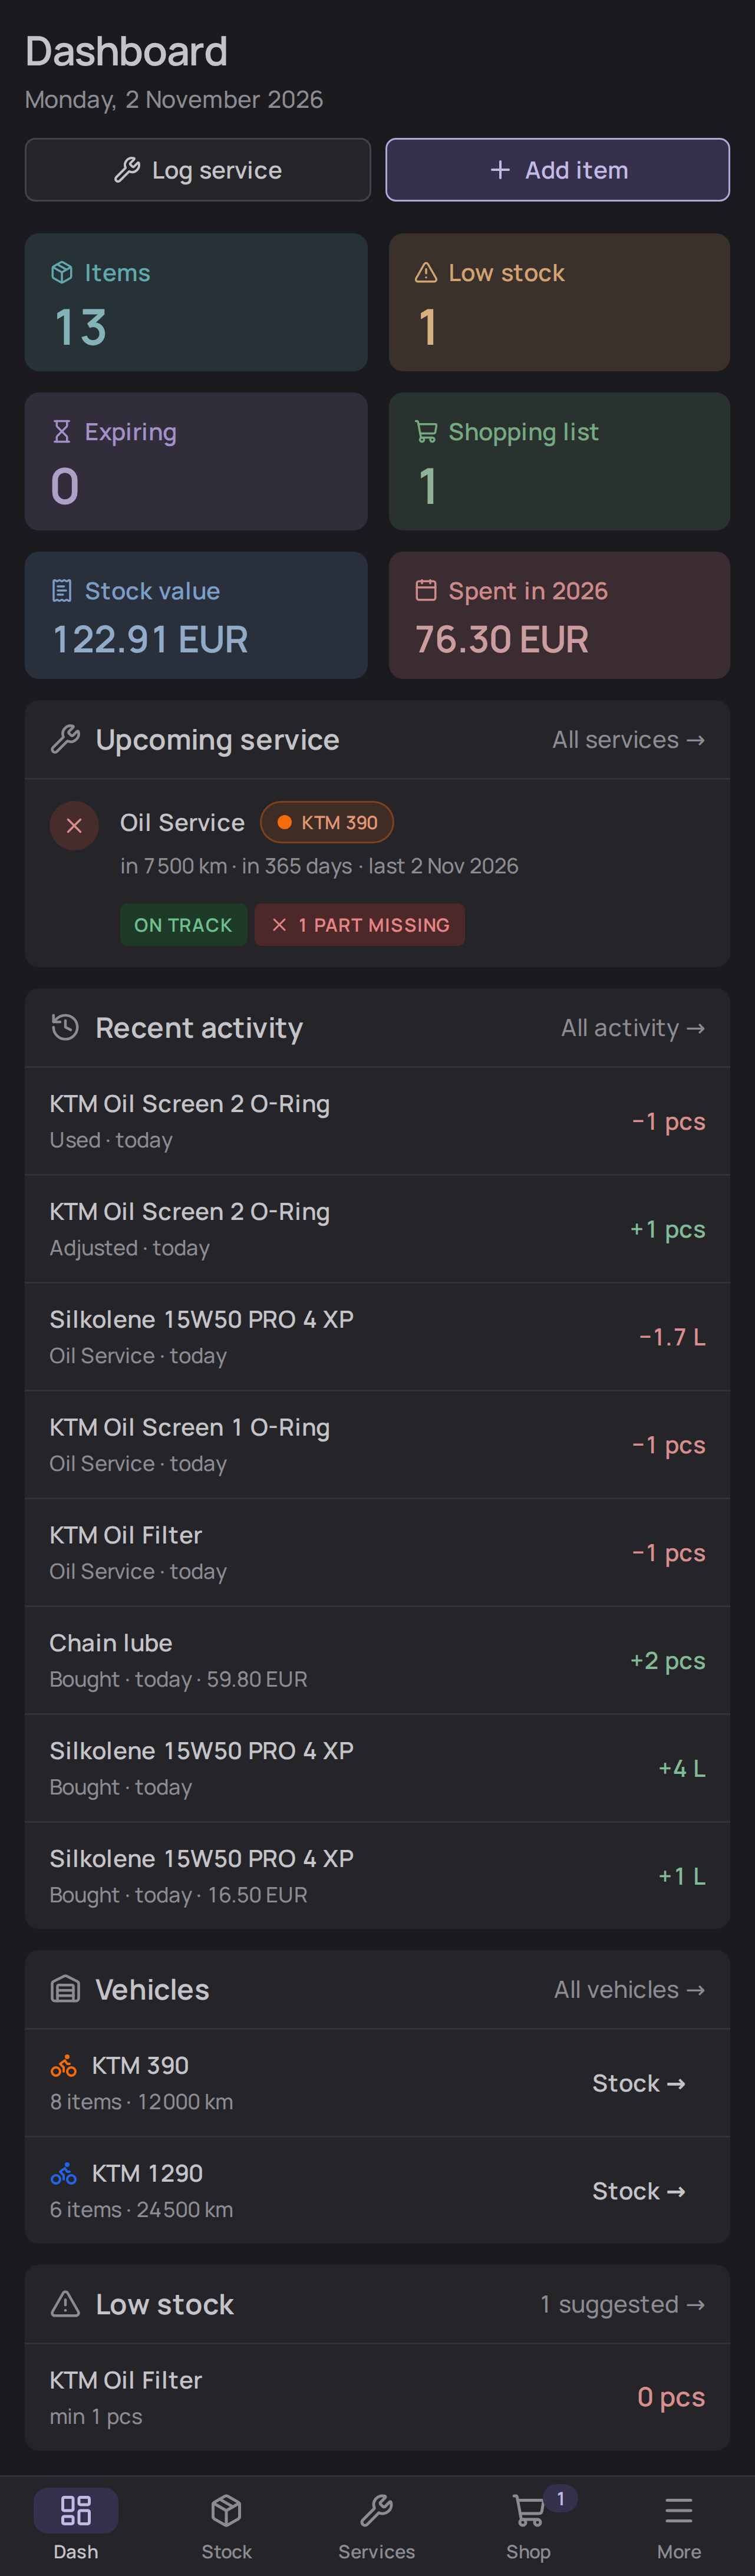 Dashboard
Monday, 2 November 2026
Log service
Add item
Items
13
Low stock
1
Expiring
0
Shopping list
1
Stock value
122.91 EUR
Spent in 2026
76.30 EUR
Upcoming service
All services →
Oil Service
KTM 390
in 7 500 km · in 365 days · last 2 Nov 2026
ON TRACK
1 PART MISSING
Recent activity
All activity →
KTM Oil Screen 2 O-Ring
Used · today
−1 pcs
KTM Oil Screen 2 O-Ring
Adjusted · today
+1 pcs
Silkolene 15W50 PRO 4 XP
Oil Service · today
−1.7 L
KTM Oil Screen 1 O-Ring
Oil Service · today
−1 pcs
KTM Oil Filter
Oil Service · today
−1 pcs
Chain lube
Bought · today · 59.80 EUR
+2 pcs
Silkolene 15W50 PRO 4 XP
Bought · today
+4 L
Silkolene 15W50 PRO 4 XP
Bought · today · 16.50 EUR
+1 L
Vehicles
All vehicles →
KTM 390
8 items · 12 000 km
Stock →
KTM 1290
6 items · 24 500 km
Stock →
Low stock
1 suggested →
KTM Oil Filter
min 1 pcs
0 pcs
1
Dash
Stock
Services
Shop
More